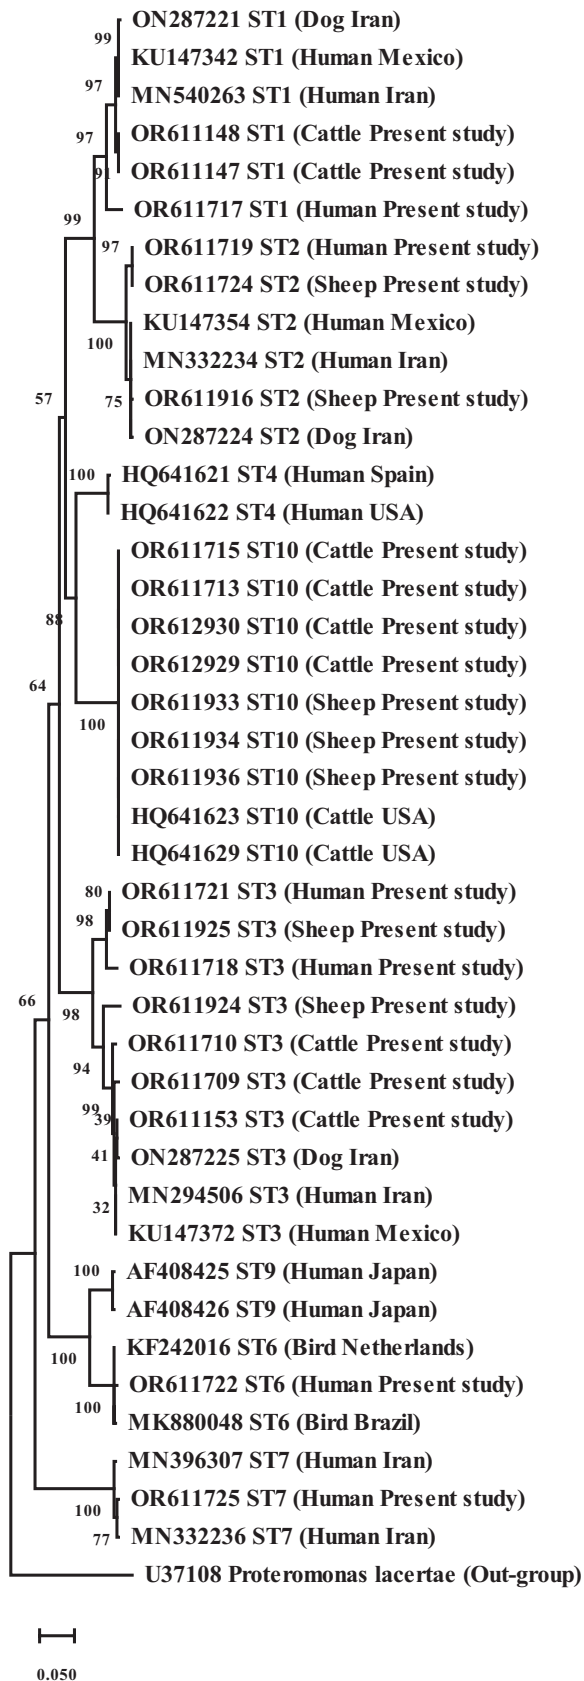 ON287221 ST1 (Dog Iran)
99
KU147342 ST1 (Human Mexico)
97
MN540263 ST1 (Human Iran)
97
OR611148 ST1 (Cattle Present study)
91
OR611147 ST1 (Cattle Present study)
OR611717 ST1 (Human Present study)
99
97
OR611719 ST2 (Human Present study)
OR611724 ST2 (Sheep Present study)
KU147354 ST2 (Human Mexico)
100
MN332234 ST2 (Human Iran)
57
75
OR611916 ST2 (Sheep Present study)
ON287224 ST2 (Dog Iran)
100
HQ641621 ST4 (Human Spain)
HQ641622 ST4 (Human USA)
OR611715 ST10 (Cattle Present study)
OR611713 ST10 (Cattle Present study)
88
OR612930 ST10 (Cattle Present study)
OR612929 ST10 (Cattle Present study)
64
OR611933 ST10 (Sheep Present study)
100
OR611934 ST10 (Sheep Present study)
OR611936 ST10 (Sheep Present study)
HQ641623 ST10 (Cattle USA)
HQ641629 ST10 (Cattle USA)
80
OR611721 ST3 (Human Present study)
98
OR611925 ST3 (Sheep Present study)
OR611718 ST3 (Human Present study)
66
98
OR611924 ST3 (Sheep Present study)
OR611710 ST3 (Cattle Present study)
94
OR611709 ST3 (Cattle Present study)
99
39
OR611153 ST3 (Cattle Present study)
41
ON287225 ST3 (Dog Iran)
MN294506 ST3 (Human Iran)
32
KU147372 ST3 (Human Mexico)
100
AF408425 ST9 (Human Japan)
AF408426 ST9 (Human Japan)
100
KF242016 ST6 (Bird Netherlands)
OR611722 ST6 (Human Present study)
100
MK880048 ST6 (Bird Brazil)
MN396307 ST7 (Human Iran)
100
OR611725 ST7 (Human Present study)
77
MN332236 ST7 (Human Iran)
U37108 Proteromonas lacertae (Out-group)
0.050